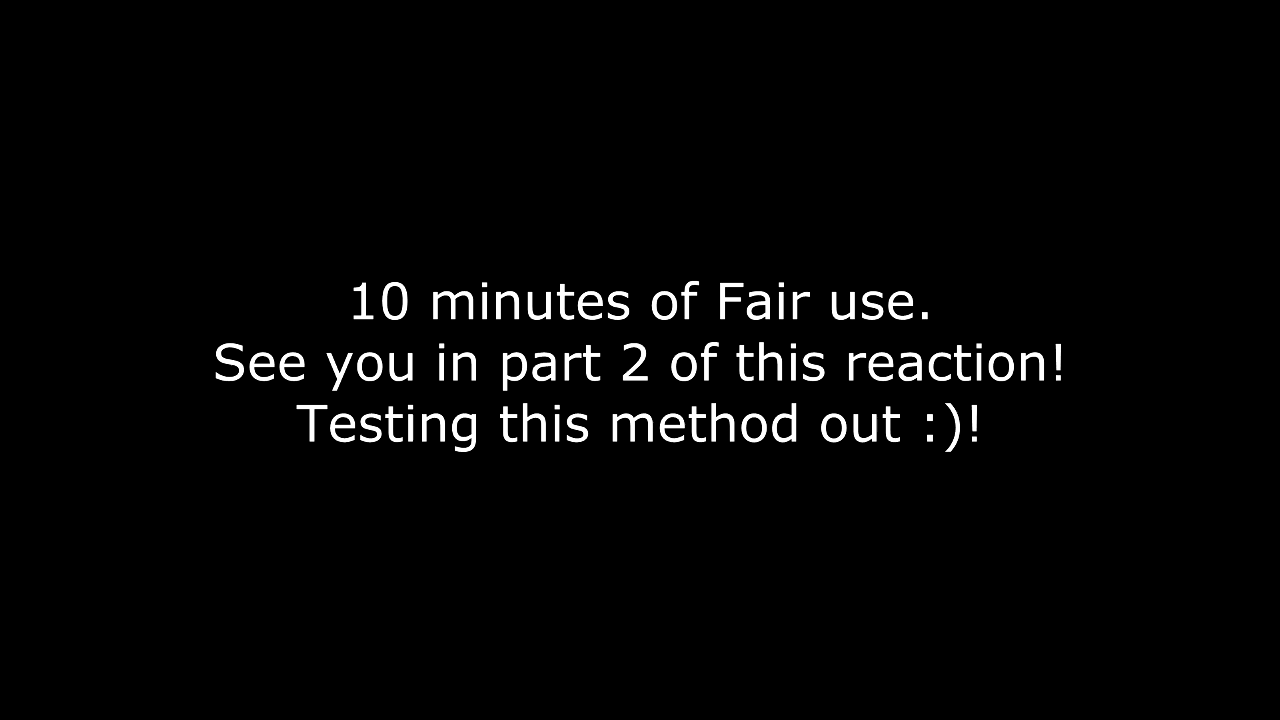 10 minutes of Fair use.
See you in part 2 of this reaction!
Testing this method out :)!